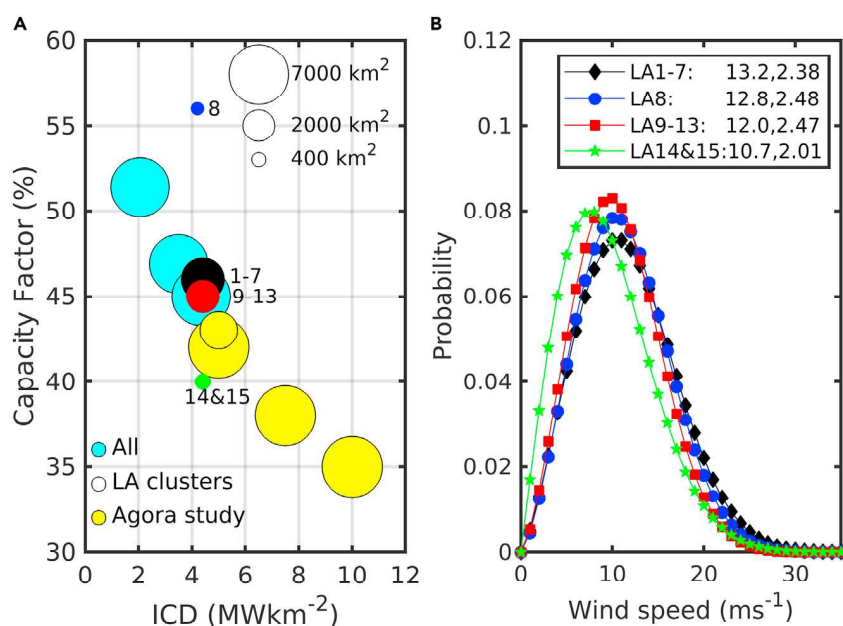 A
60
55
50
45
40
35
30
Capacity Factor (%)
0 2 4 6 8 10 12
ICD (MWkm-2)
7000 km2
2000 km2
400 km2
8
1-7
9-13
14&15
All
LA clusters
Agora study
B
0.12
0.1
0.08
0.06
0.04
0.02
0
Probability
0 10 20 30
Wind speed (ms-1)
LA1-7: 13.2,2.38
LA8: 12.8,2.48
LA9-13: 12.0,2.47
LA14&15:10.7,2.01